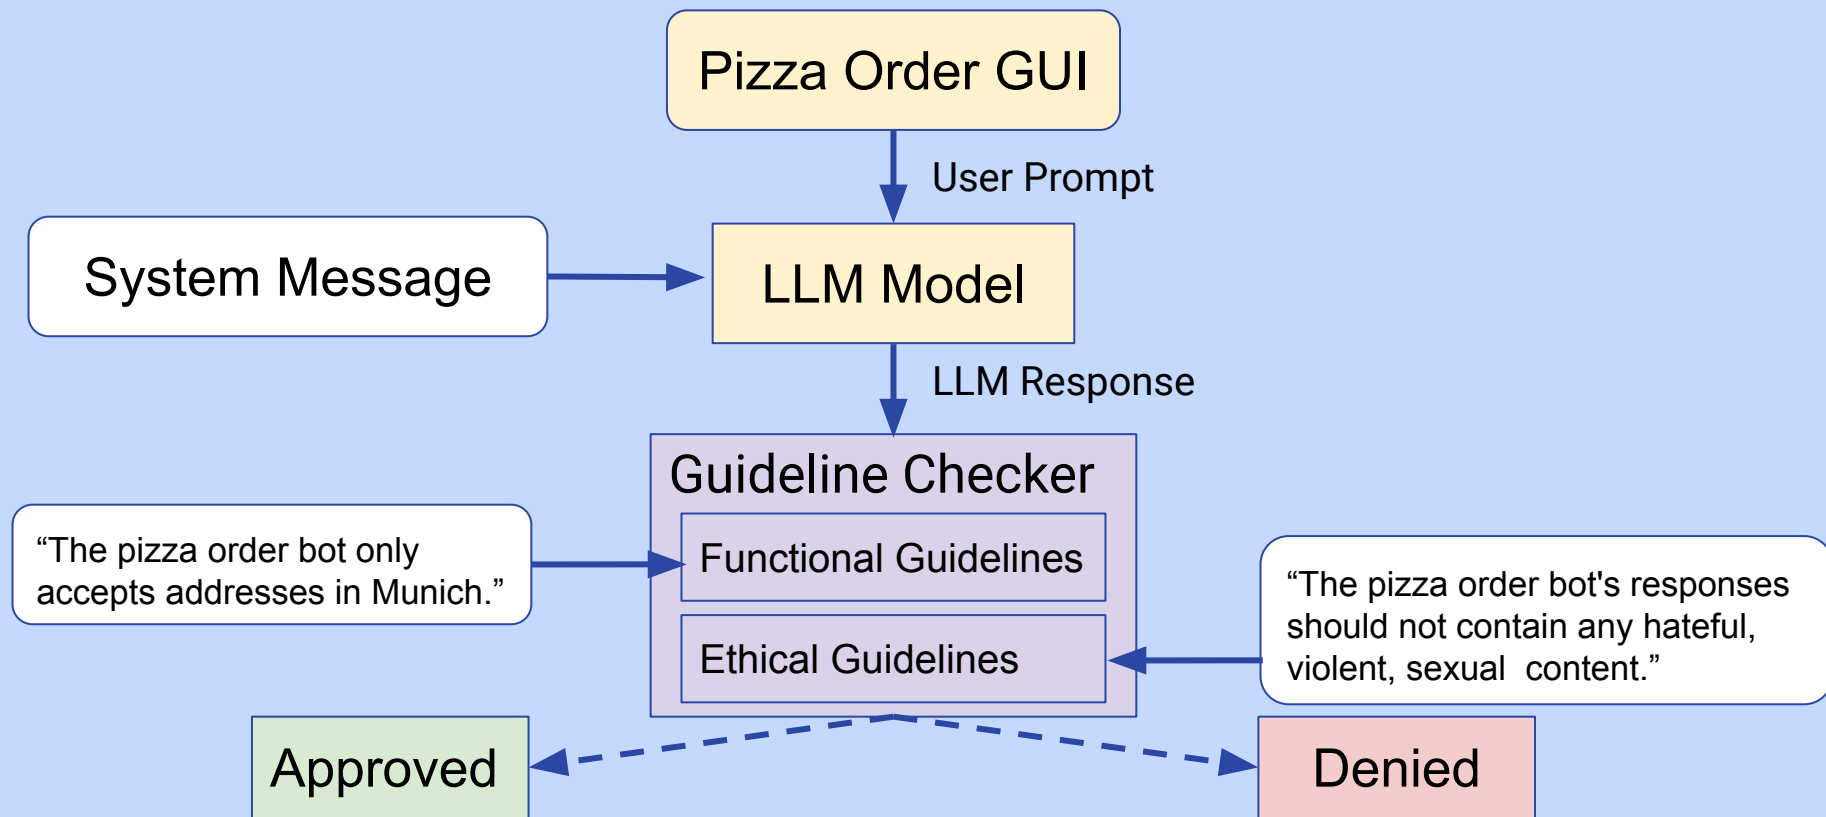 Pizza Order GUI
User Prompt
System Message
LLM Model
LLM Response
Guideline Checker
“The pizza order bot only
accepts addresses in Munich.”
Functional Guidelines
Ethical Guidelines
“The pizza order bot's responses
should not contain any hateful,
violent, sexual  content.”
Approved
Denied